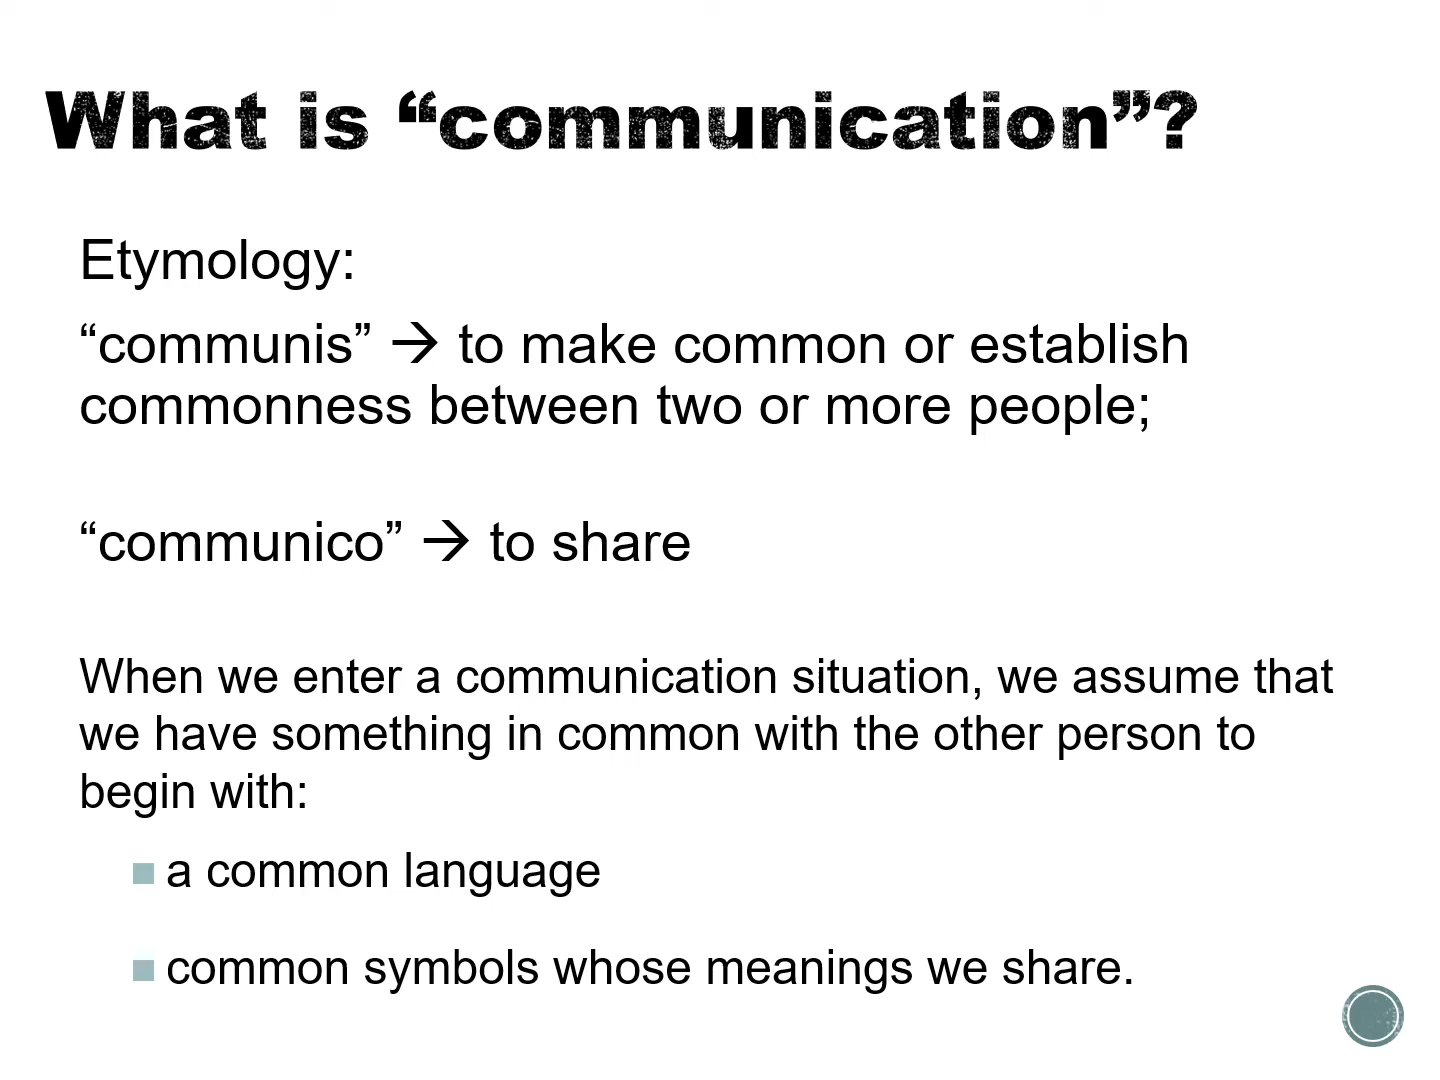 What is “communication”?
Etymology:
“communis” → to make common or establish
commonness between two or more people;
“communico” → to share
When we enter a communication situation, we assume that
we have something in common with the other person to
begin with:
a common language
common symbols whose meanings we share.